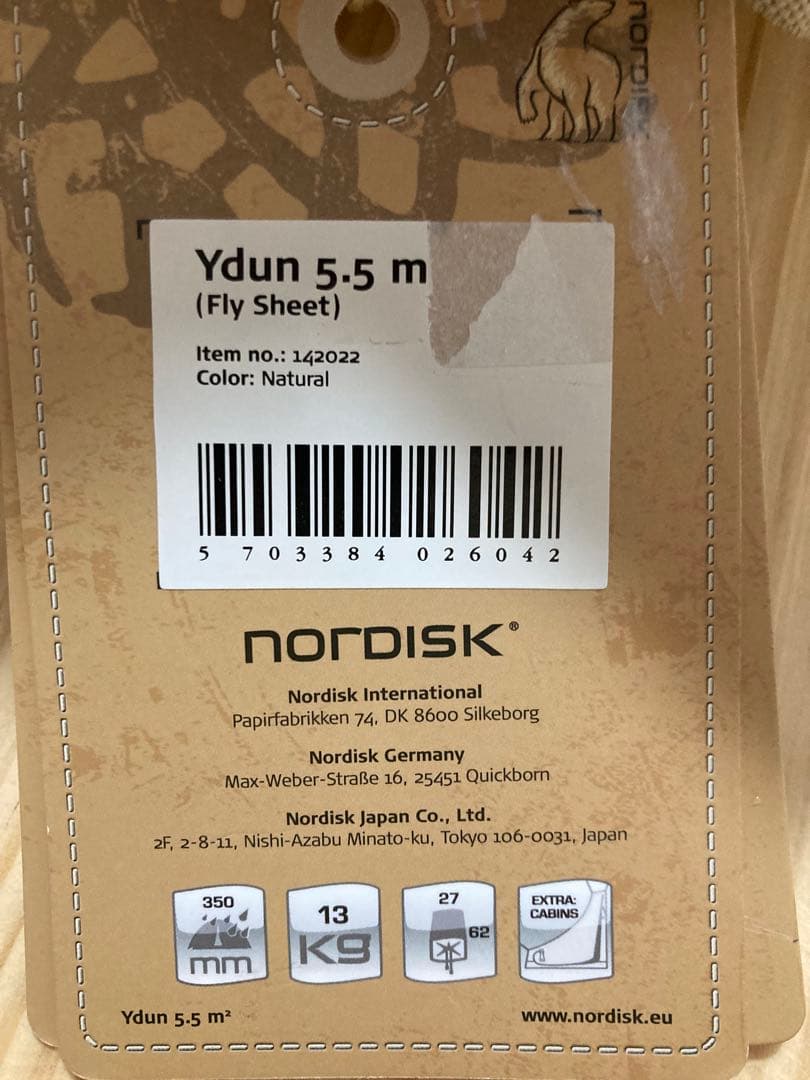 nordisk
Ydun 5.5 m
(Fly Sheet)
Item no.: 142022
Color: Natural
5 703384 026042
NORDISK®
Nordisk International
Papirfabrikken 74, DK 8600 Silkeborg
Nordisk Germany
Max-Weber-Straße 16, 25451 Quickborn
Nordisk Japan Co., Ltd.
2F, 2-8-11, Nishi-Azabu Minato-ku, Tokyo 106-0031, Japan
350
mm
13
KG
27
62
EXTRA:
CABINS
Ydun 5.5 m²
www.nordisk.eu